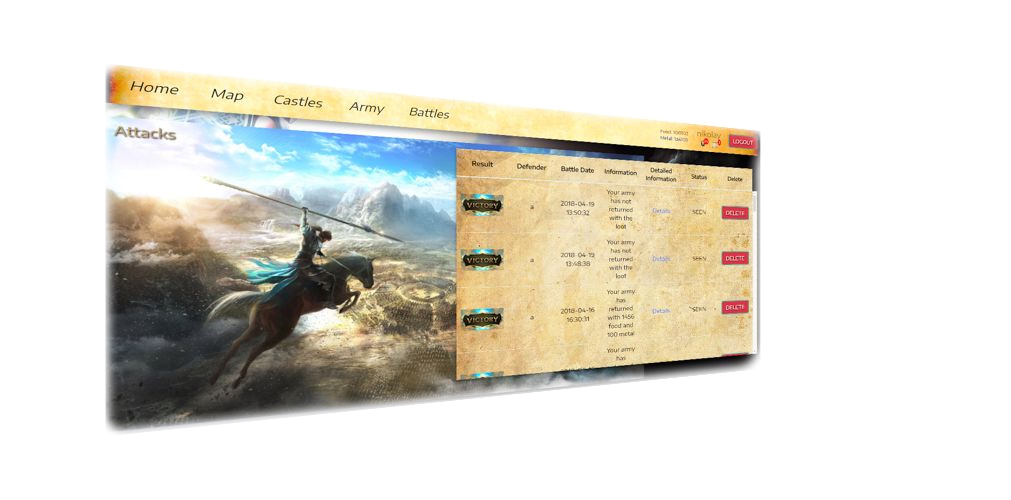 Home Map Castles Army Battles
nikolay
LOGOUT
Attacks
Result Defender Battle Date Information Detailed Information Status Delete
VICTORY a 2018-04-19 13:50:32 Your army has not returned with the loot Details SEEN DELETE
VICTORY a 2018-04-19 13:48:38 Your army has not returned with the loot Details SEEN DELETE
VICTORY a 2018-04-16 16:30:31 Your army has returned with 1456 food and 100 metal Details SEEN DELETE
Your army has